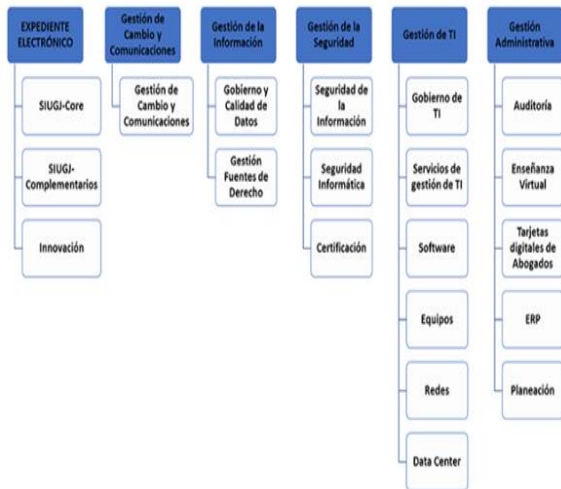 EXPEDIENTE
ELECTRÓNICO
SIUGJ-Core
SIUGJ-
Complementarios
Innovación
Gestión de
Cambio y
Comunicaciones
Gestión de
Cambio y
Comunicaciones
Gestión de la
Información
Gobierno y
Calidad de
Datos
Gestión
Fuentes de
Derecho
Gestión de la
Seguridad
Seguridad de
la
Información
Seguridad
Informática
Certificación
Gestión de TI
Gobierno de
TI
Servicios de
gestión de TI
Software
Equipos
Redes
Data Center
Gestión
Administrativa
Auditoría
Enseñanza
Virtual
Tarjetas
digitales de
Abogados
ERP
Planeación